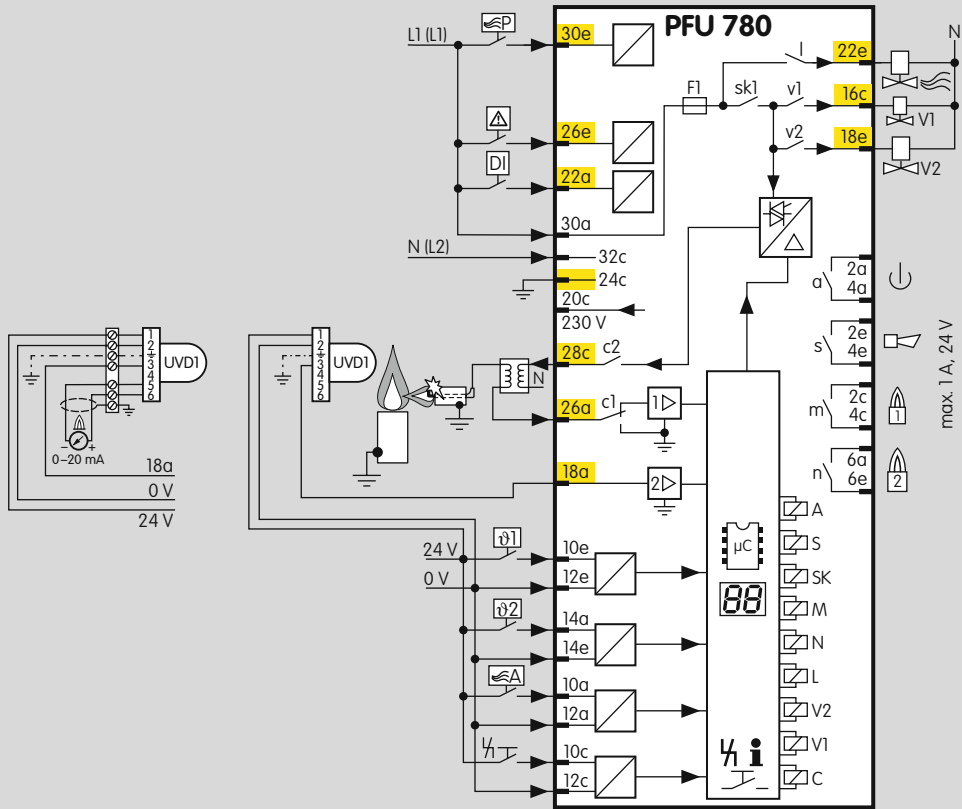 PFU 780
L1 (L1)
P
30e
26e
DI
22a
30a
N (L2)
32c
24c
20c
230 V
28c
c2
N
26a
c1
1
18a
2
F1
sk1
l
v1
v2
22e
16c
18e
N
V1
V2
a
2a
4a
s
2e
4e
m
2c
4c
1
n
6a
6e
2
max. 1 A, 24 V
1
2
3
4
5
6
UVD1
– +
0–20 mA
18a
0 V
24 V
1
2
3
4
5
6
UVD1
24 V
0 V
ϑ1
10e
12e
ϑ2
14a
14e
A
10a
12a
10c
12c
µC
88
i
A
S
SK
M
N
L
V2
V1
C